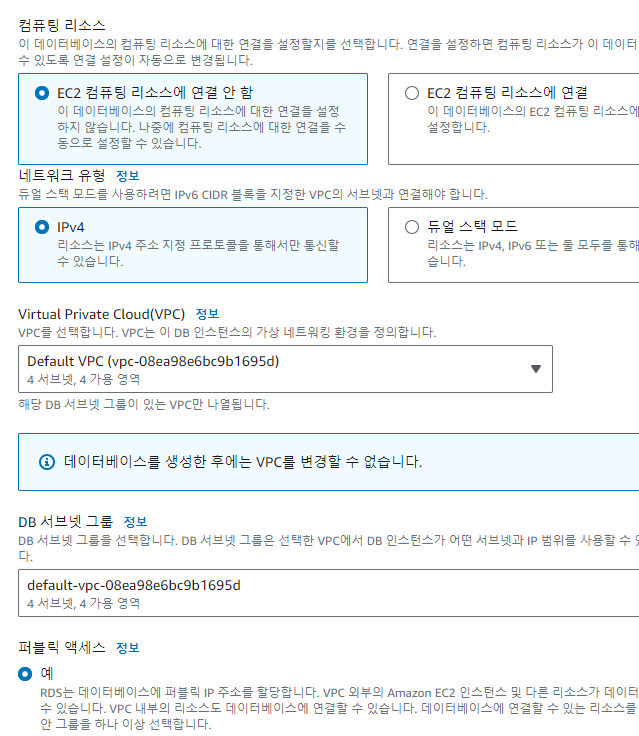 컴퓨팅 리소스
이 데이터베이스의 컴퓨팅 리소스에 대한 연결을 설정할지를 선택합니다. 연결을 설정하면 컴퓨팅 리소스가 이 데이터
수 있도록 연결 설정이 자동으로 변경됩니다.
EC2 컴퓨팅 리소스에 연결 안 함
이 데이터베이스의 컴퓨팅 리소스에 대한 연결을 설정
하지 않습니다. 나중에 컴퓨팅 리소스에 대한 연결을 수
동으로 설정할 수 있습니다.
EC2 컴퓨팅 리소스에 연결
이 데이터베이스의 EC2 컴퓨팅 리소스에
설정합니다.
네트워크 유형 정보
듀얼 스택 모드를 사용하려면 IPv6 CIDR 블록을 지정한 VPC의 서브넷과 연결해야 합니다.
IPv4
리소스는 IPv4 주소 지정 프로토콜을 통해서만 통신할
수 있습니다.
듀얼 스택 모드
리소스는 IPv4, IPv6 또는 둘 모두를 통해
습니다.
Virtual Private Cloud(VPC) 정보
VPC를 선택합니다. VPC는 이 DB 인스턴스의 가상 네트워킹 환경을 정의합니다.
Default VPC (vpc-08ea98e6bc9b1695d)
4 서브넷, 4 가용 영역
해당 DB 서브넷 그룹이 있는 VPC만 나열됩니다.
데이터베이스를 생성한 후에는 VPC를 변경할 수 없습니다.
DB 서브넷 그룹 정보
DB 서브넷 그룹을 선택합니다. DB 서브넷 그룹은 선택한 VPC에서 DB 인스턴스가 어떤 서브넷과 IP 범위를 사용할 수
다.
default-vpc-08ea98e6bc9b1695d
4 서브넷, 4 가용 영역
퍼블릭 액세스 정보
예
RDS는 데이터베이스에 퍼블릭 IP 주소를 할당합니다. VPC 외부의 Amazon EC2 인스턴스 및 다른 리소스가 데이터
수 있습니다. VPC 내부의 리소스도 데이터베이스에 연결할 수 있습니다. 데이터베이스에 연결할 수 있는 리소스를
안 그룹을 하나 이상 선택합니다.